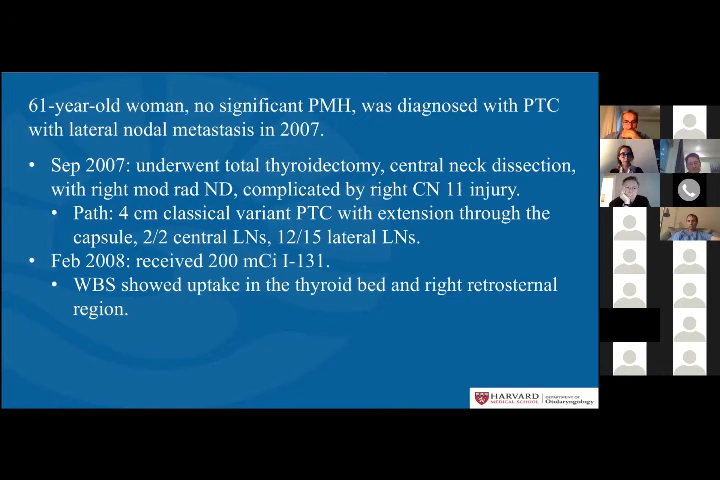 61-year-old woman, no significant PMH, was diagnosed with PTC
with lateral nodal metastasis in 2007.
• Sep 2007: underwent total thyroidectomy, central neck dissection,
with right mod rad ND, complicated by right CN 11 injury.
• Path: 4 cm classical variant PTC with extension through the
capsule, 2/2 central LNs, 12/15 lateral LNs.
• Feb 2008: received 200 mCi I-131.
• WBS showed uptake in the thyroid bed and right retrosternal
region.
HARVARD
MEDICAL SCHOOL
DEPARTMENT OF
Otolaryngology